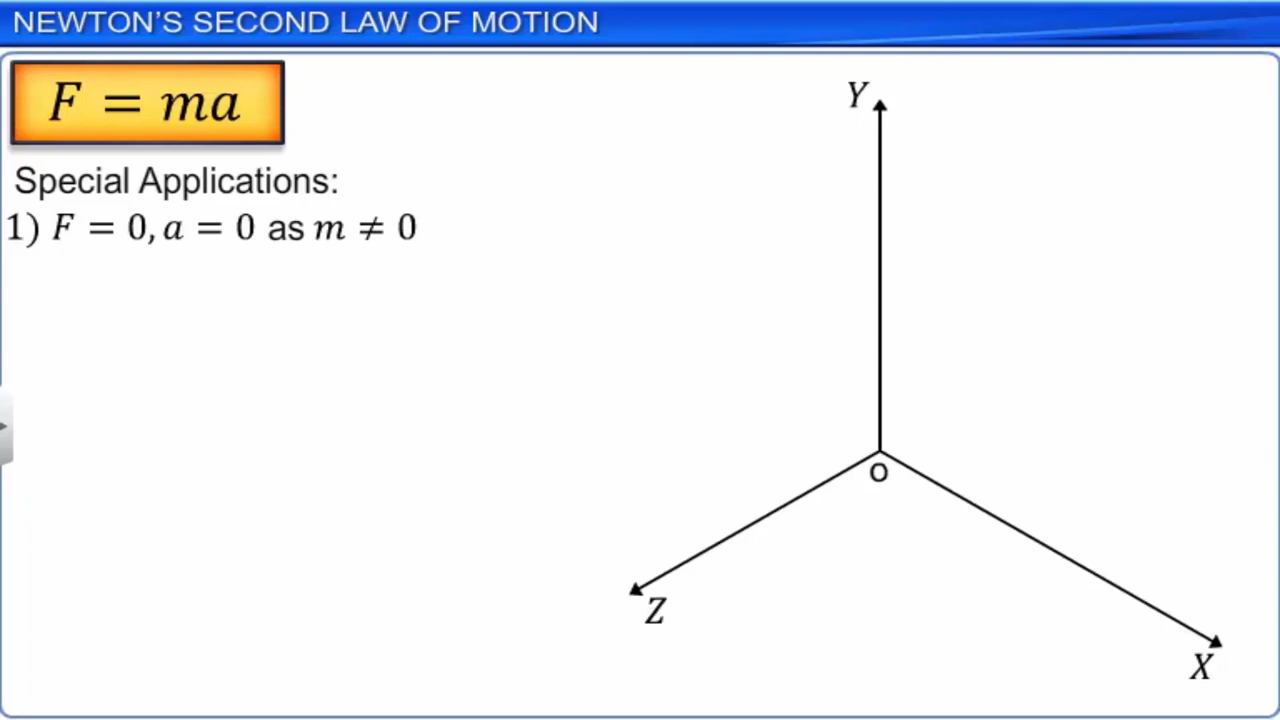 NEWTON’S SECOND LAW OF MOTION
F = ma
Special Applications:
1) F = 0, a = 0 as m ≠ 0
Y
O
Z
X